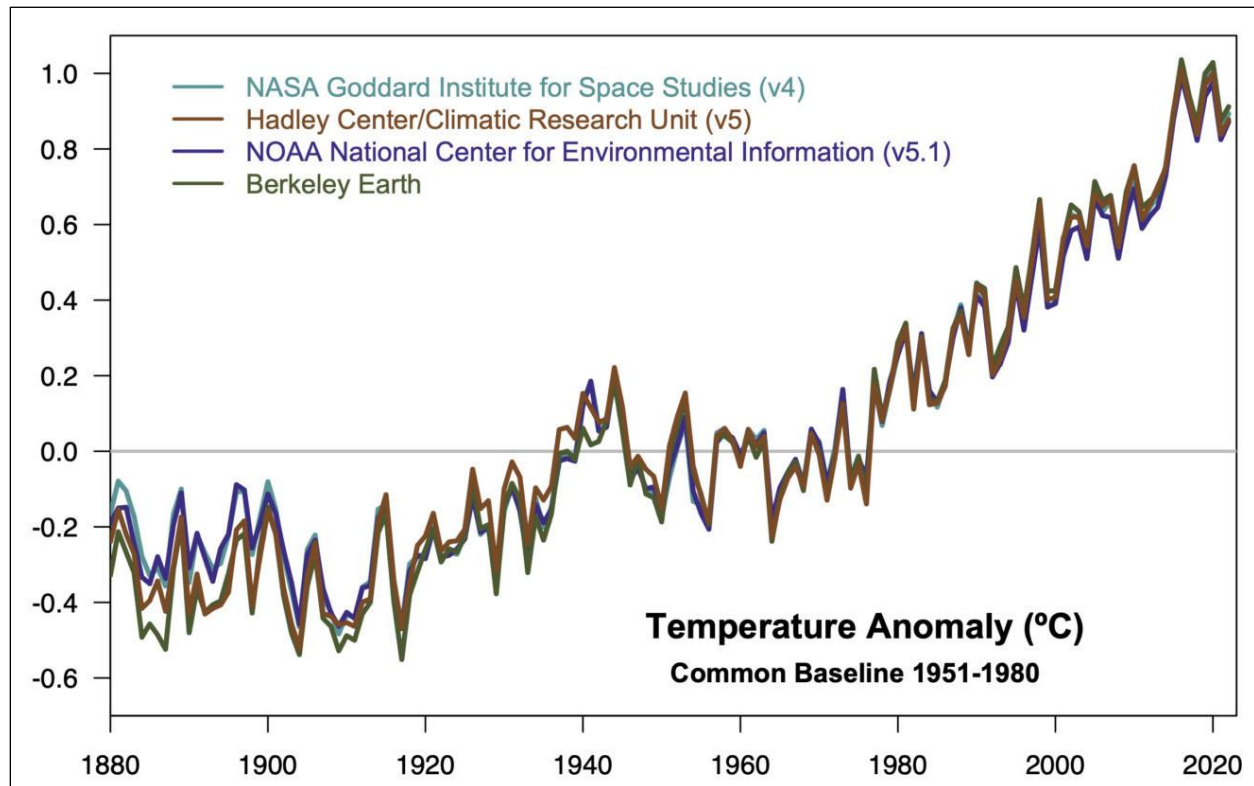 1.0
0.8
0.6
0.4
0.2
0.0
-0.2
-0.4
-0.6
NASA Goddard Institute for Space Studies (v4)
Hadley Center/Climatic Research Unit (v5)
NOAA National Center for Environmental Information (v5.1)
Berkeley Earth
Temperature Anomaly (ºC)
Common Baseline 1951-1980
1880 1900 1920 1940 1960 1980 2000 2020